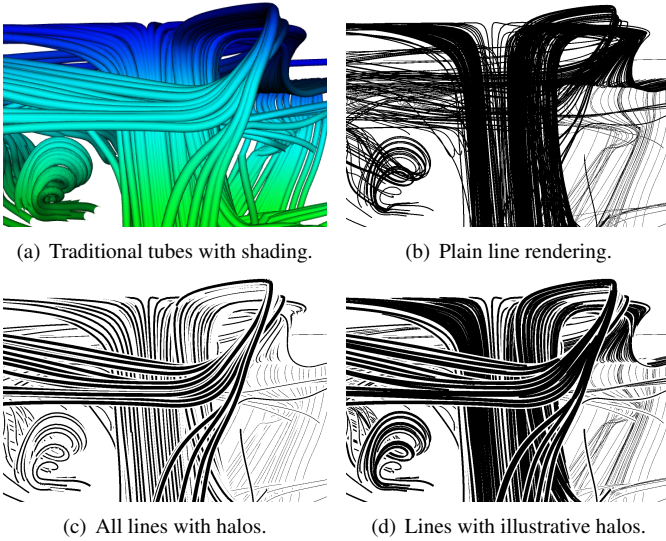 (a) Traditional tubes with shading.
(b) Plain line rendering.
(c) All lines with halos.
(d) Lines with illustrative halos.